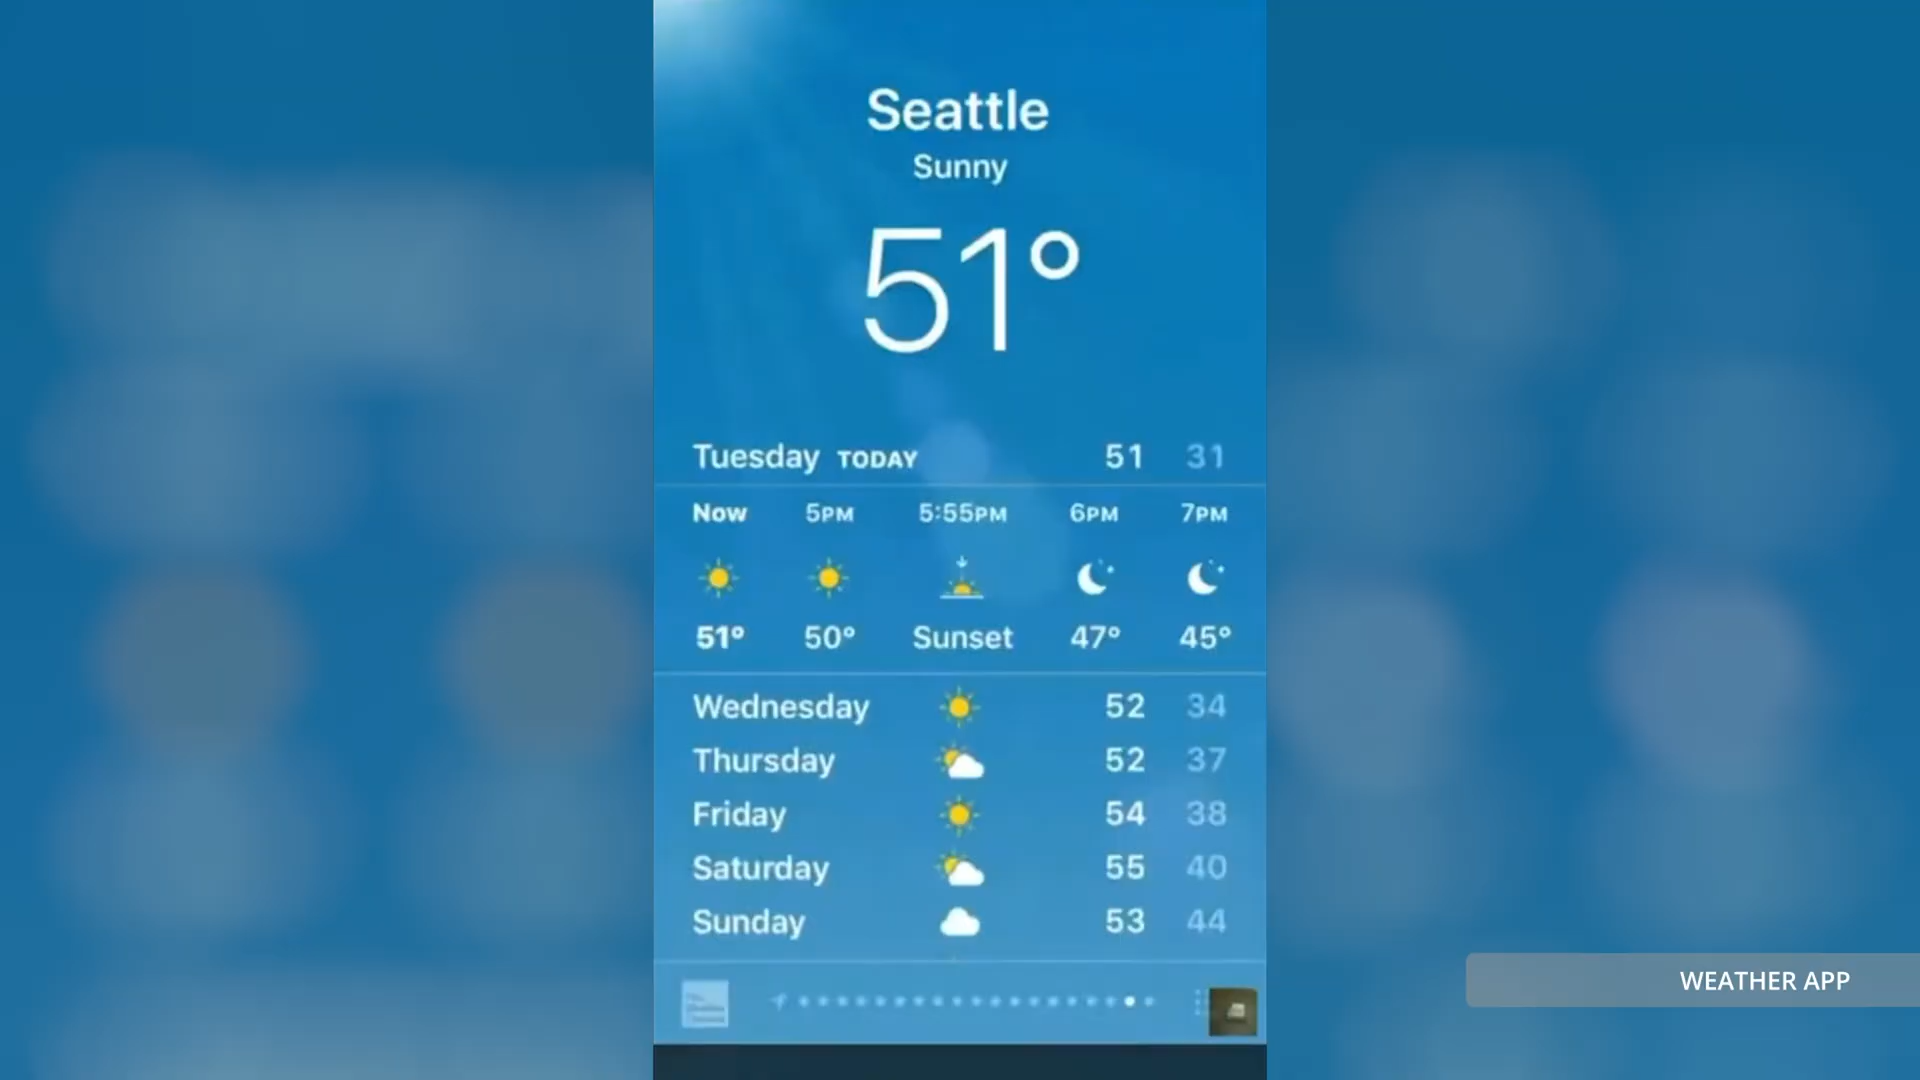 Seattle
Sunny
51°
Tuesday TODAY 51 31
Now 5PM 5:55PM 6PM 7PM
51° 50° Sunset 47° 45°
Wednesday 52 34
Thursday 52 37
Friday 54 38
Saturday 55 40
Sunday 53 44
WEATHER APP